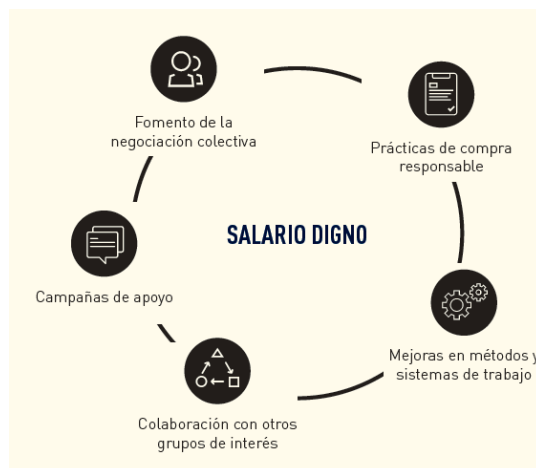 Fomento de la
negociación colectiva
Prácticas de compra
responsable
SALARIO DIGNO
Campañas de apoyo
Mejoras en métodos y
sistemas de trabajo
Colaboración con otros
grupos de interés